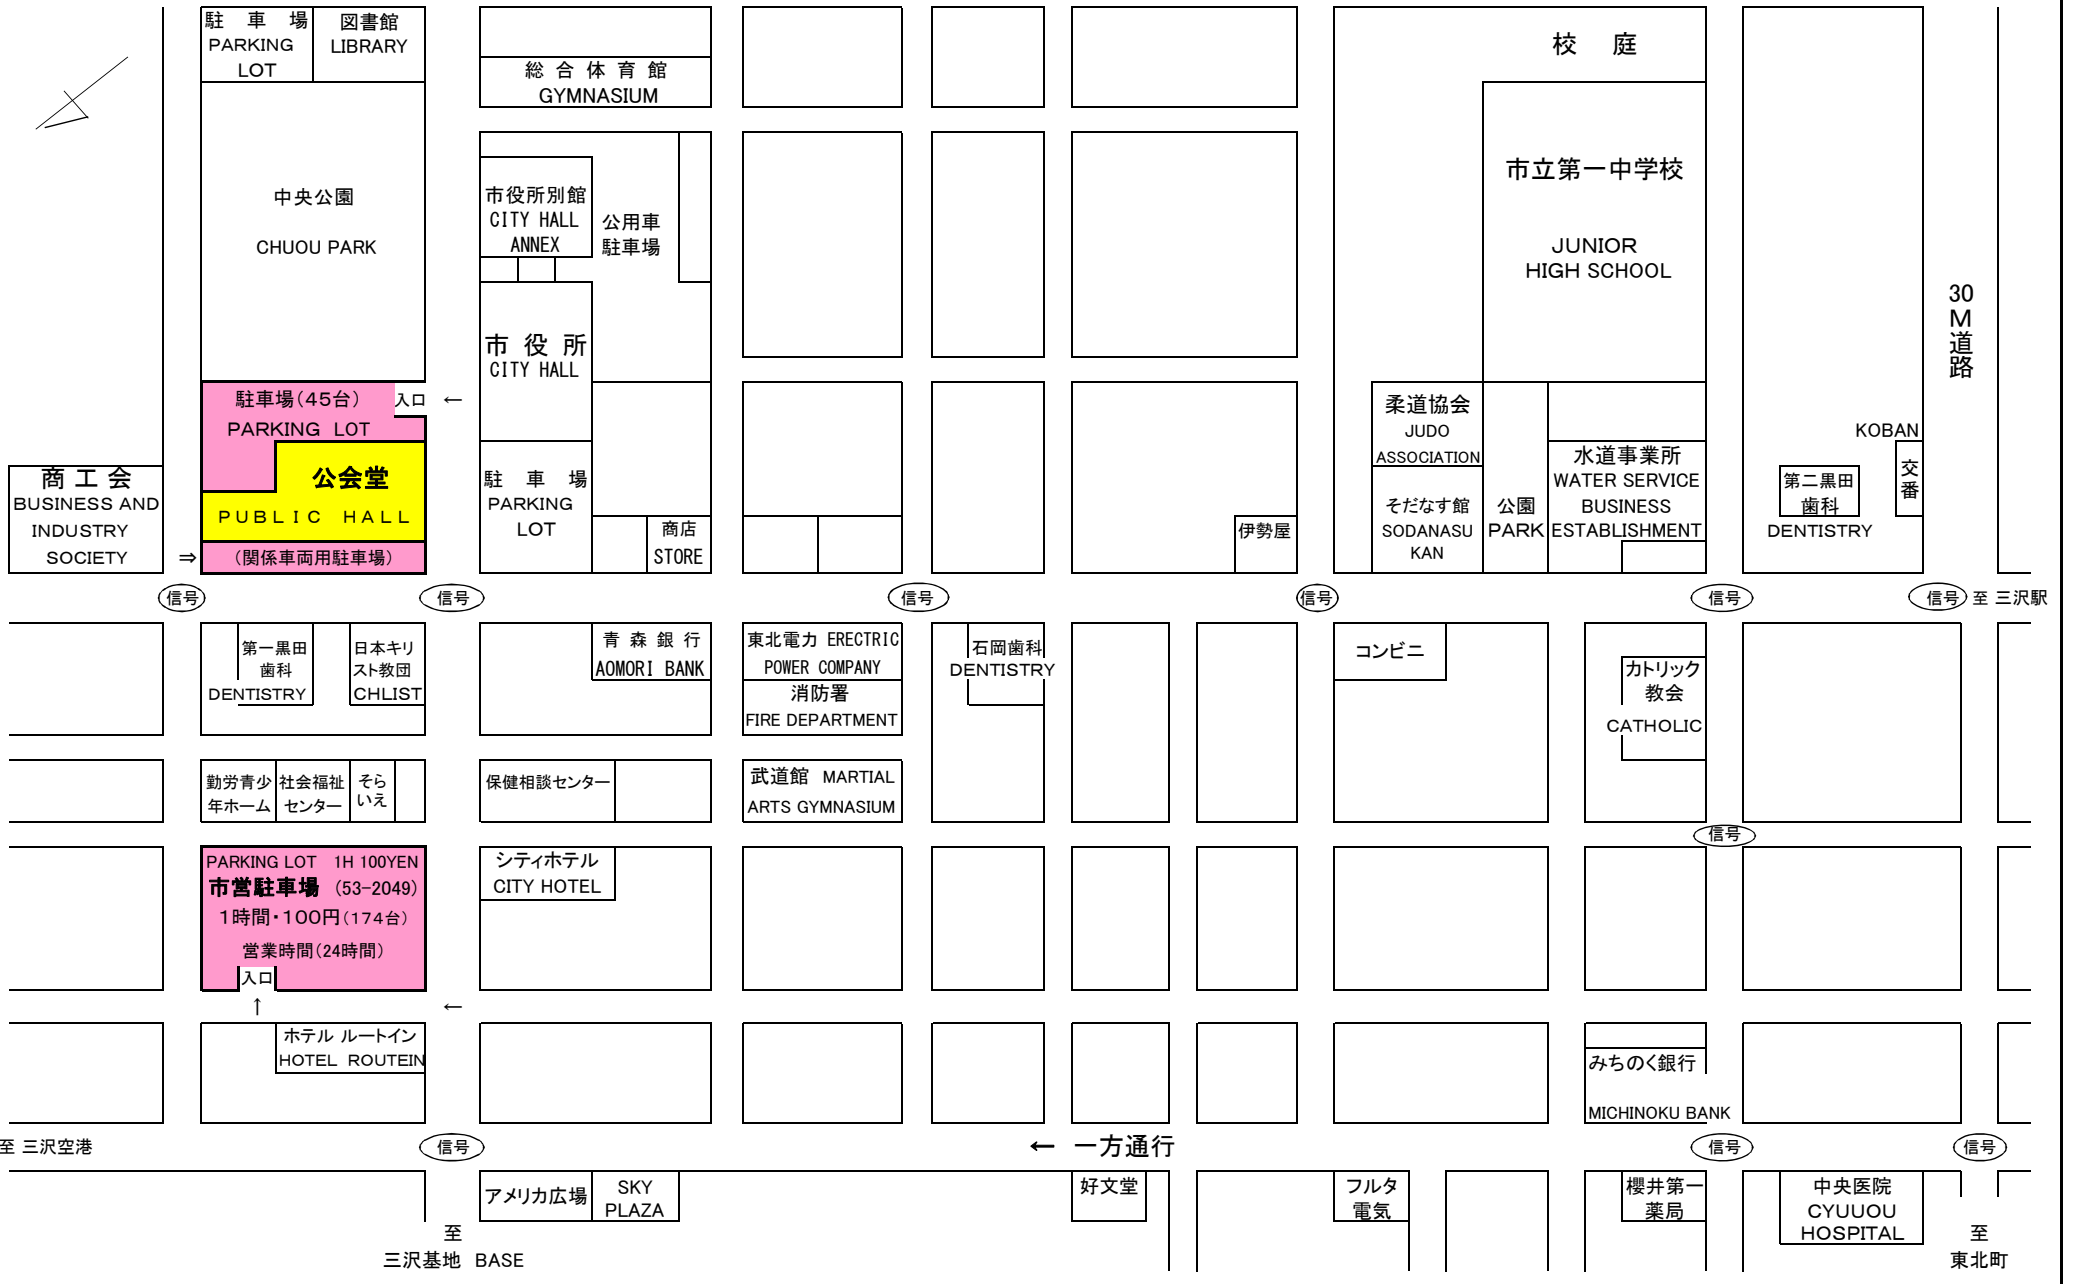 駐 車 場
PARKING
LOT
図書館
LIBRARY
総 合 体 育 館
GYMNASIUM
校 庭
中央公園
CHUOU PARK
市役所別館
CITY HALL
ANNEX
公用車
駐車場
市立第一中学校
JUNIOR
HIGH SCHOOL
30
M
道
路
市 役 所
CITY HALL
駐車場(45台)
PARKING LOT
入口 ←
公会堂
PUBLIC HALL
(関係車両用駐車場)
商 工 会
BUSINESS AND
INDUSTRY
SOCIETY
⇒
駐 車 場
PARKING
LOT
商店
STORE
伊勢屋
柔道協会
JUDO
ASSOCIATION
そだなす館
SODANASU
KAN
公園
PARK
水道事業所
WATER SERVICE
BUSINESS
ESTABLISHMENT
KOBAN
交
番
第二黒田
歯科
DENTISTRY
信号
信号
信号
信号
信号
信号
至 三沢駅
第一黒田
歯科
DENTISTRY
日本キリ
スト教団
CHLIST
青 森 銀 行
AOMORI BANK
東北電力 ERECTRIC
POWER COMPANY
消防署
FIRE DEPARTMENT
石岡歯科
DENTISTRY
コンビニ
カトリック
教会
CATHOLIC
勤労青少
年ホーム
社会福祉
センター
そら
いえ
保健相談センター
武道館 MARTIAL
ARTS GYMNASIUM
信号
PARKING LOT 1H 100YEN
市営駐車場 (53-2049)
1時間・100円(174台)
営業時間(24時間)
入口
↑
←
シティホテル
CITY HOTEL
ホテル ルートイン
HOTEL ROUTEIN
みちのく銀行
MICHINOKU BANK
至 三沢空港
信号
← 一方通行
信号
信号
アメリカ広場
SKY
PLAZA
好文堂
フルタ
電気
櫻井第一
薬局
中央医院
CYUUOU
HOSPITAL
至
三沢基地 BASE
至
東北町